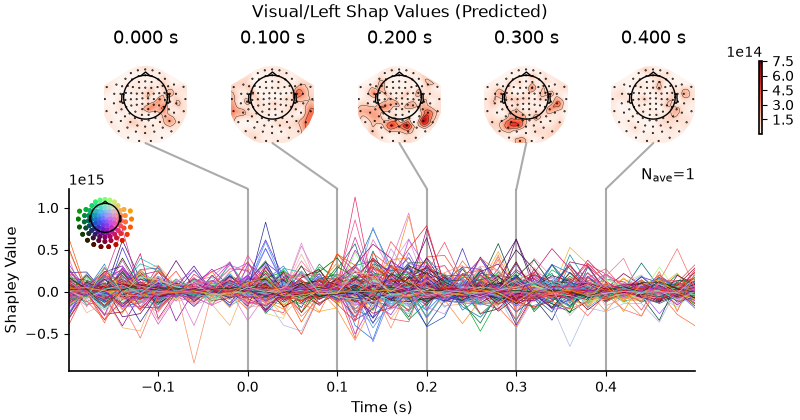 Visual/Left Shap Values (Predicted)
0.000 s 0.100 s 0.200 s 0.300 s 0.400 s
1e14
7.5
6.0
4.5
3.0
1.5
Nave=1
1e15
1.0
0.5
0.0
−0.5
Shapley Value
−0.1 0.0 0.1 0.2 0.3 0.4
Time (s)